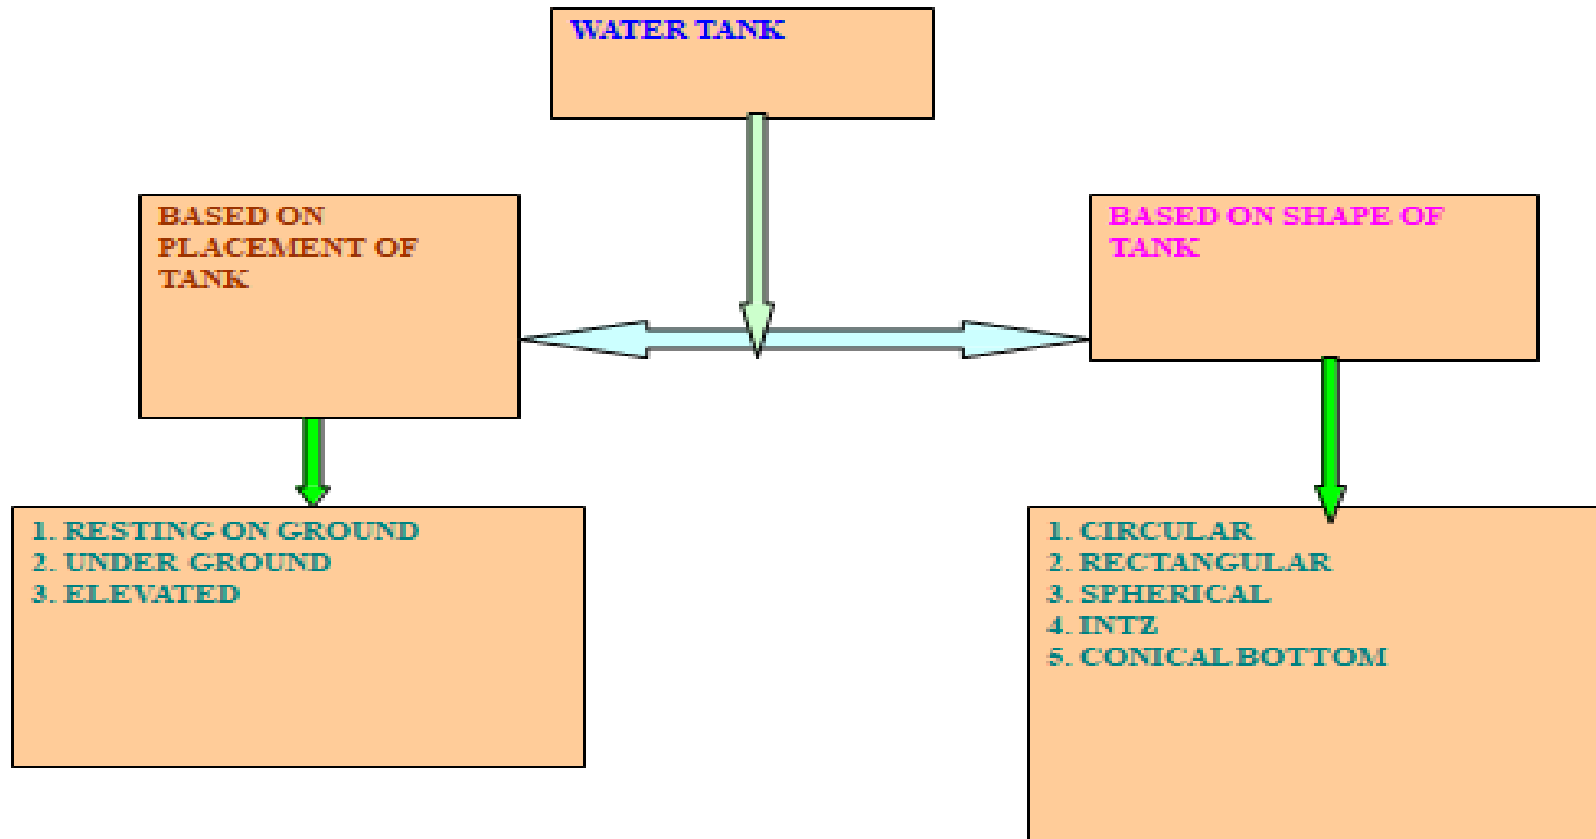 WATER TANK
BASED ON
PLACEMENT OF
TANK
BASED ON SHAPE OF
TANK
1. RESTING ON GROUND
2. UNDER GROUND
3. ELEVATED
1. CIRCULAR
2. RECTANGULAR
3. SPHERICAL
4. INTZ
5. CONICAL BOTTOM